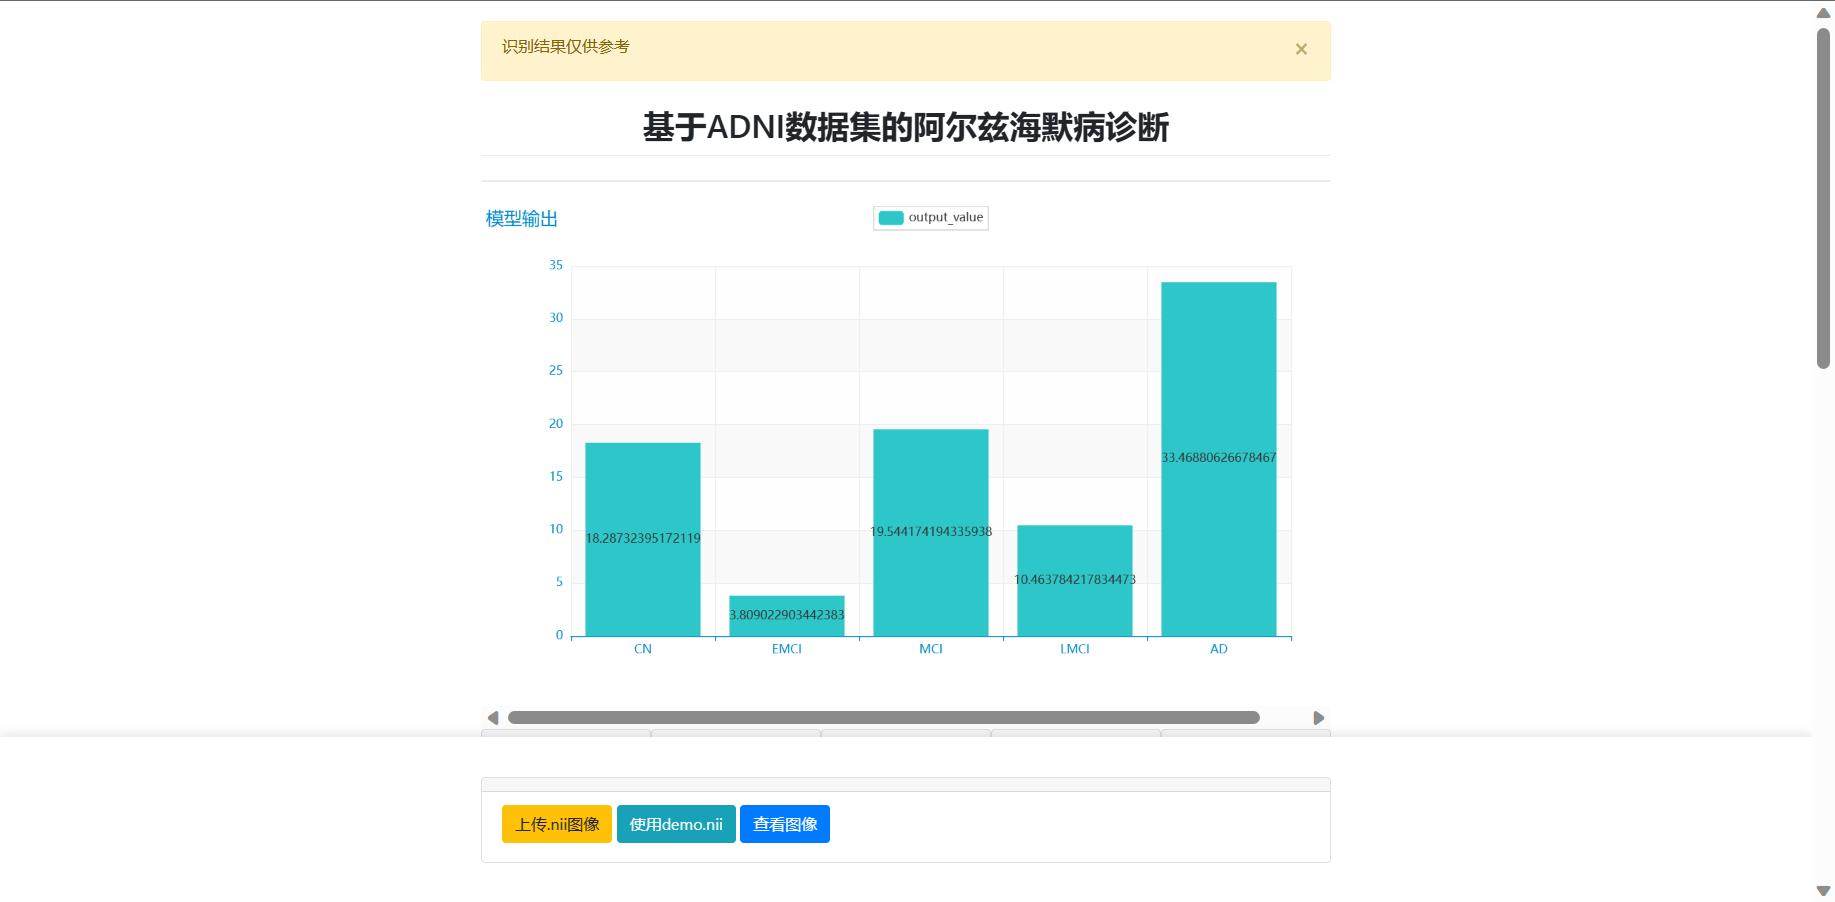 识别结果仅供参考
×
基于ADNI数据集的阿尔兹海默病诊断
模型输出
output_value
35
30
25
20
15
10
5
0
18.28732395172119
3.809022903442383
19.544174194335938
10.463784217834473
33.46880626678467
CN
EMCI
MCI
LMCI
AD
上传.nii图像
使用demo.nii
查看图像